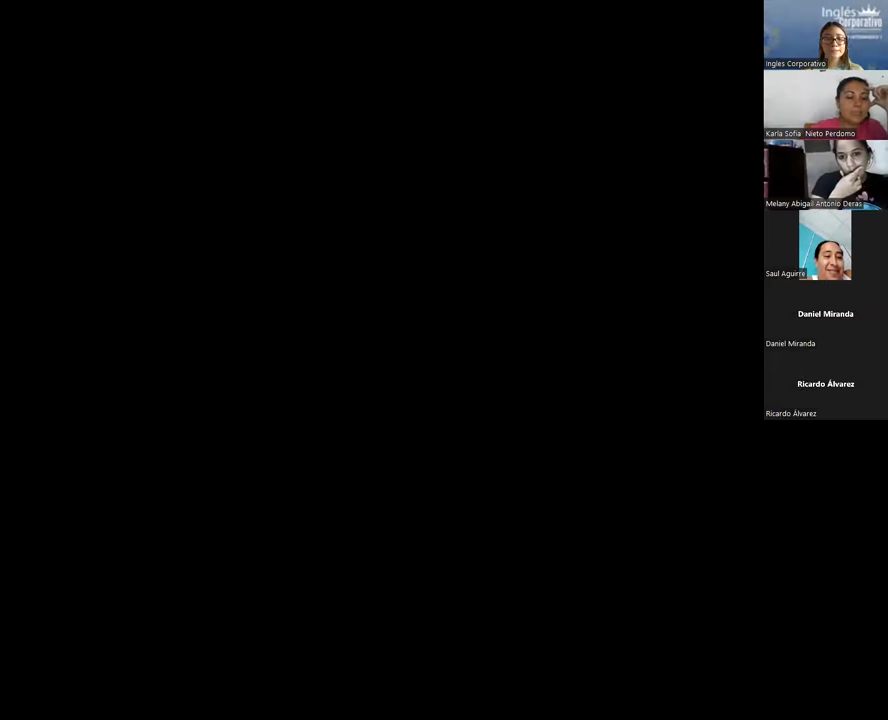 Inglés
Corporativo
Ingles Corporativo
Karla Sofia Nieto Perdomo
Melany Abigail Antonio Deras
Saul Aguirre
Daniel Miranda
Daniel Miranda
Ricardo Álvarez
Ricardo Álvarez